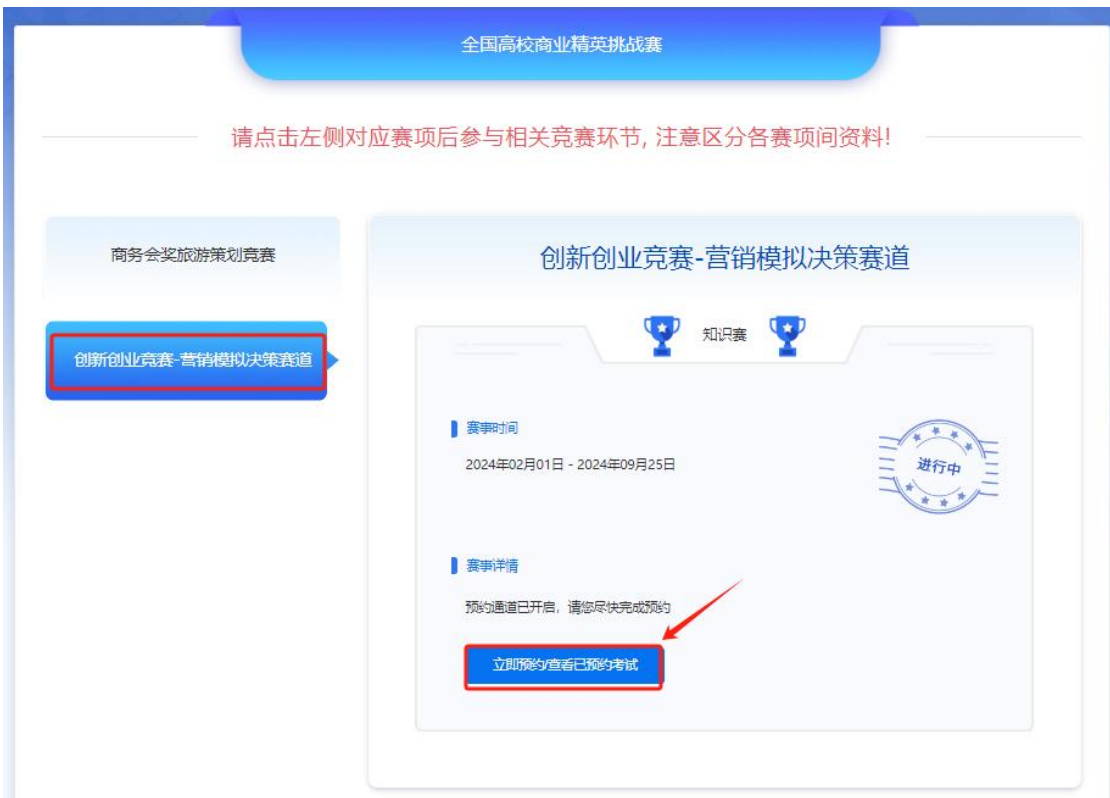 全国高校商业精英挑战赛
请点击左侧对应赛项后参与相关竞赛环节, 注意区分各赛项间资料!
商务会奖旅游策划竞赛
创新创业竞赛-营销模拟决策赛道
创新创业竞赛-营销模拟决策赛道
知识赛
赛事时间
2024年02月01日 - 2024年09月25日
进行中
赛事详情
预约通道已开启，请您尽快完成预约
立即预约/查看已预约考试